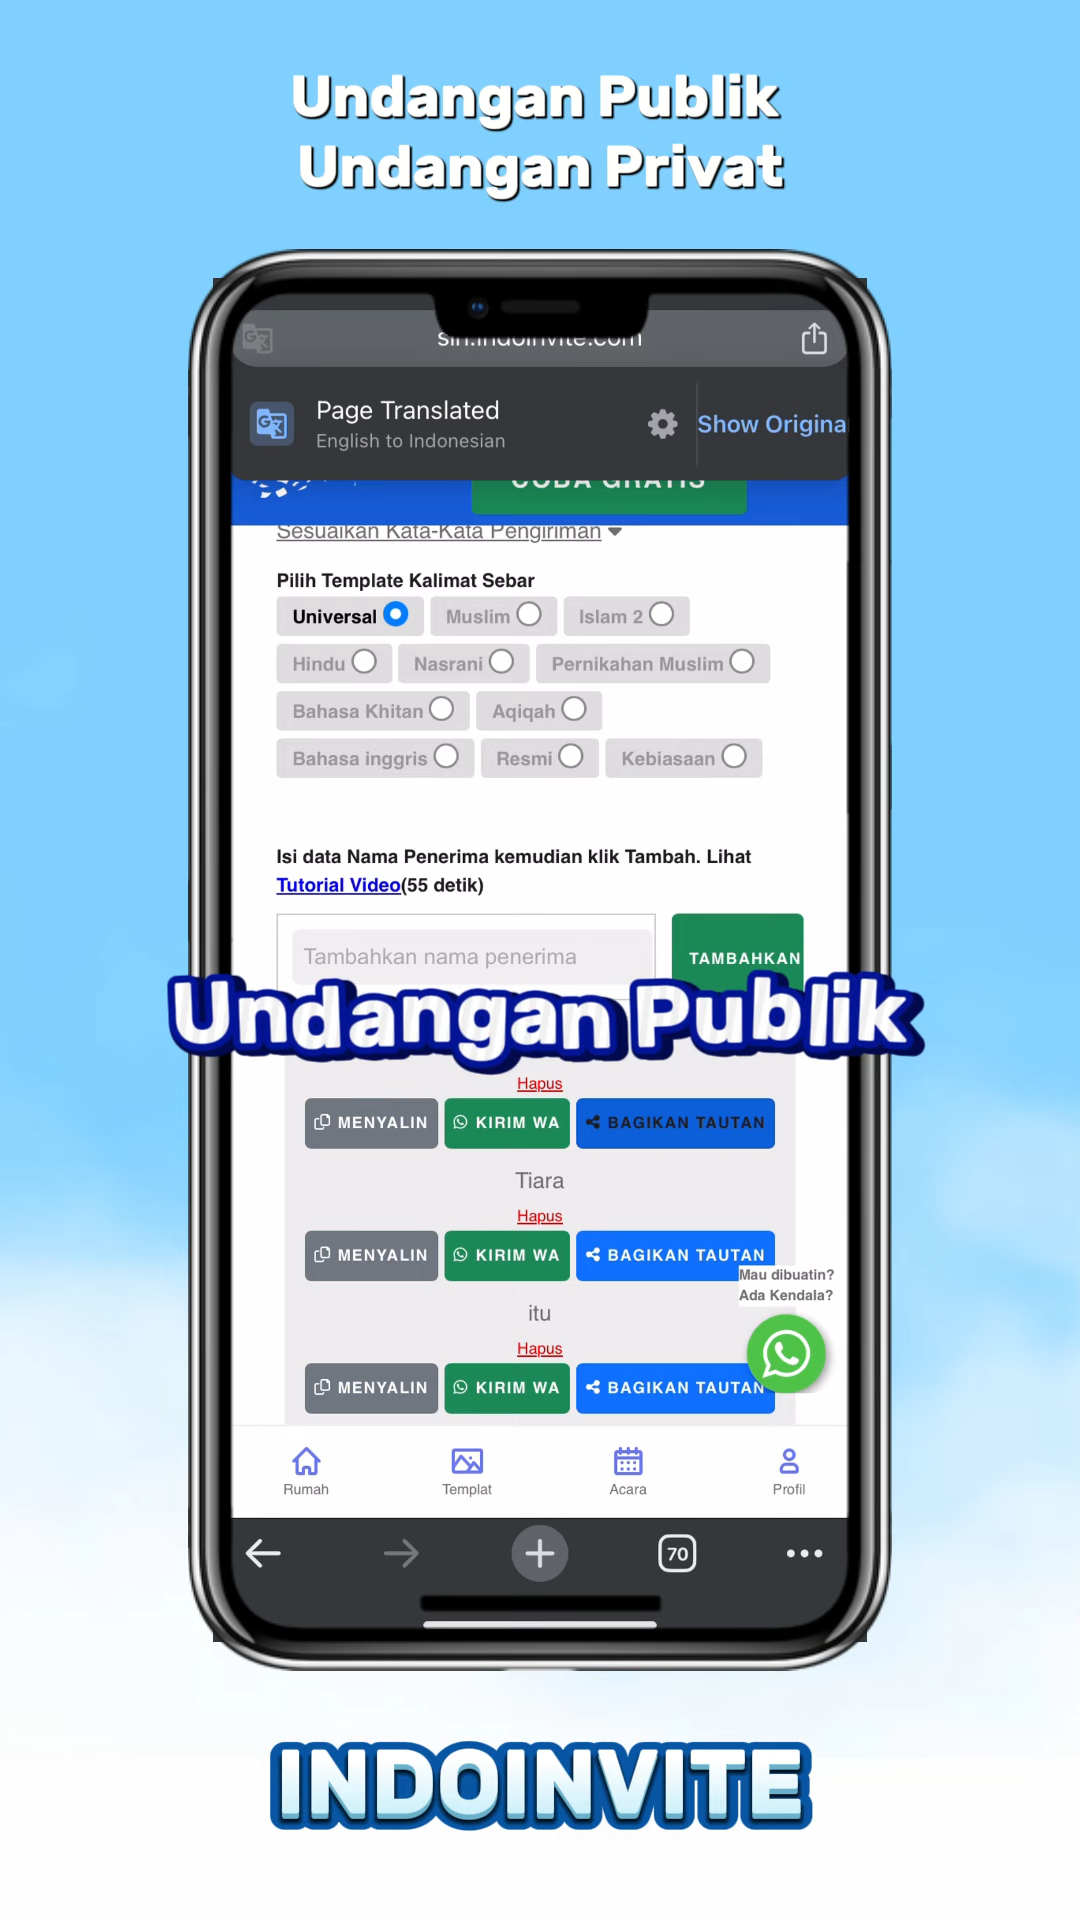 Undangan Publik
Undangan Privat
Page Translated
English to Indonesian
Show Origina
COBA GRATIS
Sesuaikan Kata-Kata Pengiriman
Pilih Template Kalimat Sebar
Universal Muslim Islam 2
Hindu Nasrani Pernikahan Muslim
Bahasa Khitan Aqiqah
Bahasa inggris Resmi Kebiasaan
Isi data Nama Penerima kemudian klik Tambah. Lihat
Tutorial Video(55 detik)
Tambahkan nama penerima TAMBAHKAN
Undangan Publik
Hapus
MENYALIN KIRIM WA BAGIKAN TAUTAN
Tiara
Hapus
MENYALIN KIRIM WA BAGIKAN TAUTAN
Mau dibuatin?
Ada Kendala?
itu
Hapus
MENYALIN KIRIM WA BAGIKAN TAUTAN
Rumah Templat Acara Profil
70
INDOINVITE